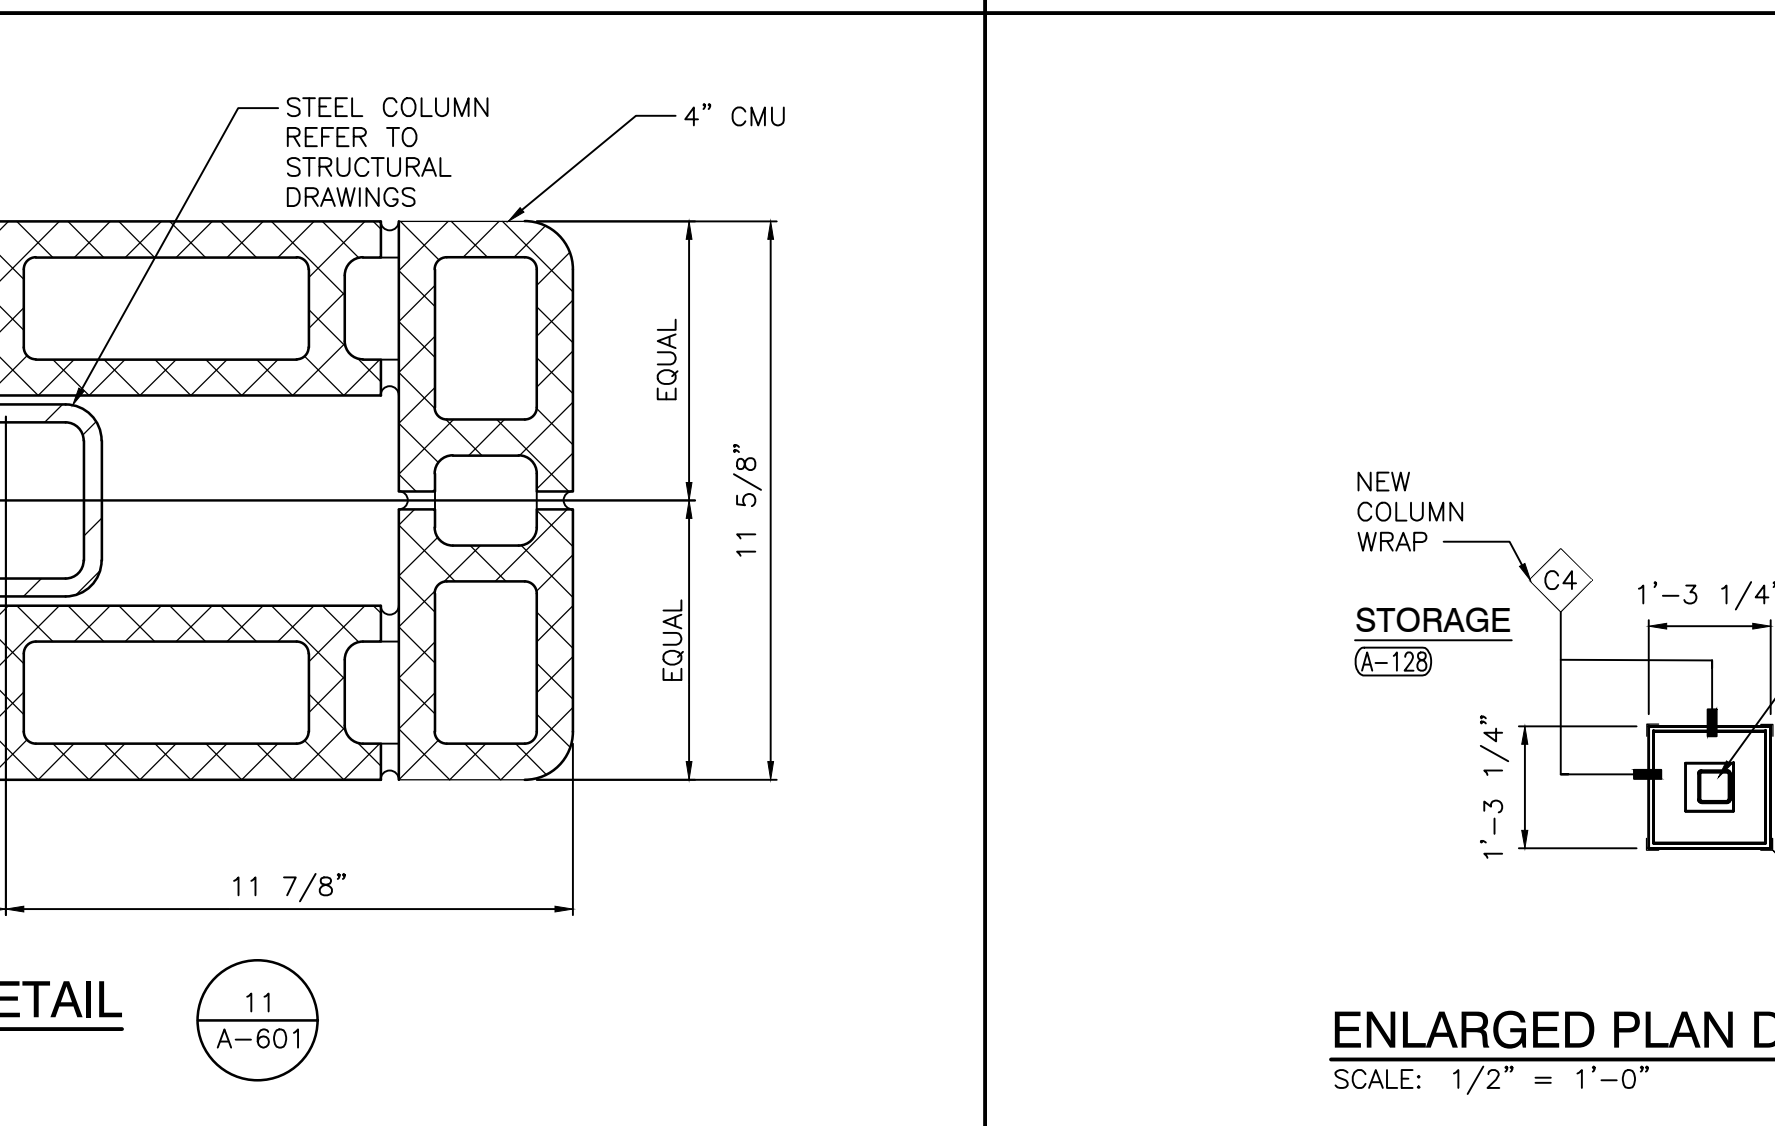 STEEL COLUMN
REFER TO
STRUCTURAL
DRAWINGS
4” CMU
EQUAL
EQUAL
11 5/8”
11 7/8”
ETAIL
11
A-601
NEW
COLUMN
WRAP
C4
1’-3 1/4”
STORAGE
A-128
1’-3 1/4”
ENLARGED PLAN D
SCALE: 1/2” = 1’-0”